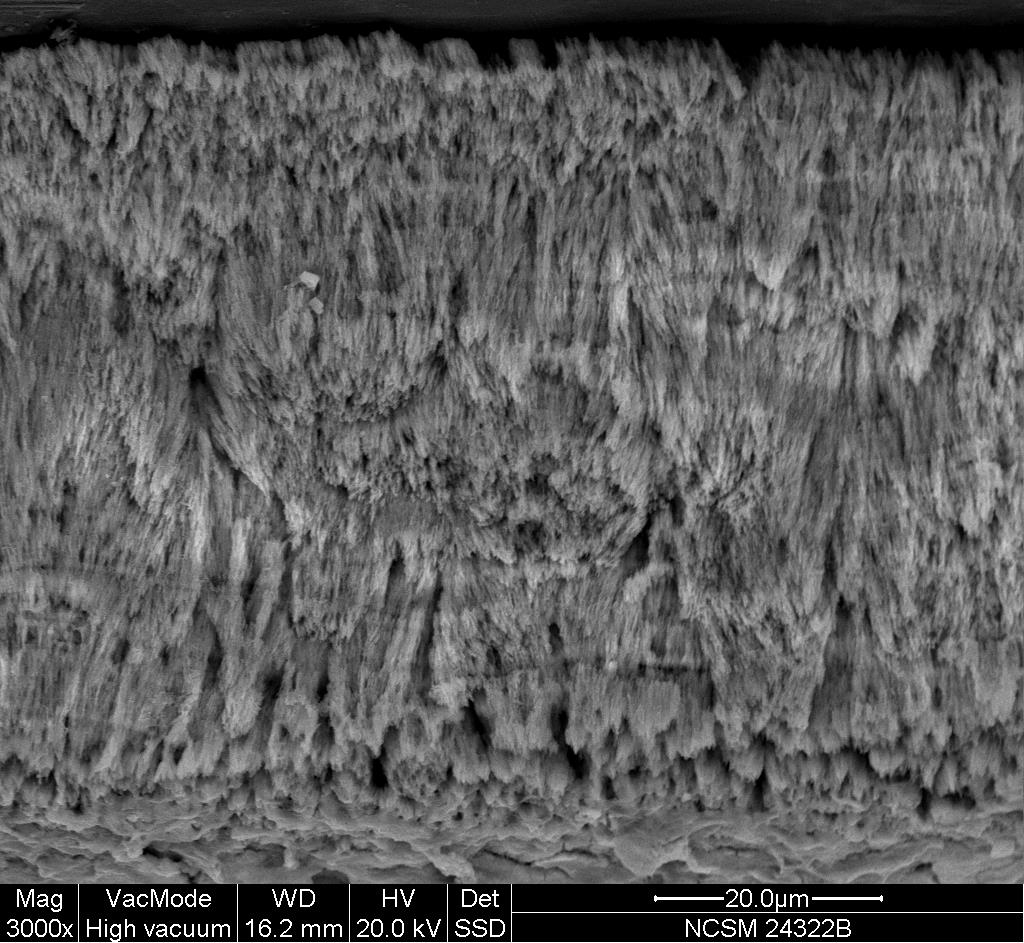 Mag VacMode WD HV Det 20.0µm
3000x High vacuum 16.2 mm 20.0 kV SSD NCSM 24322B